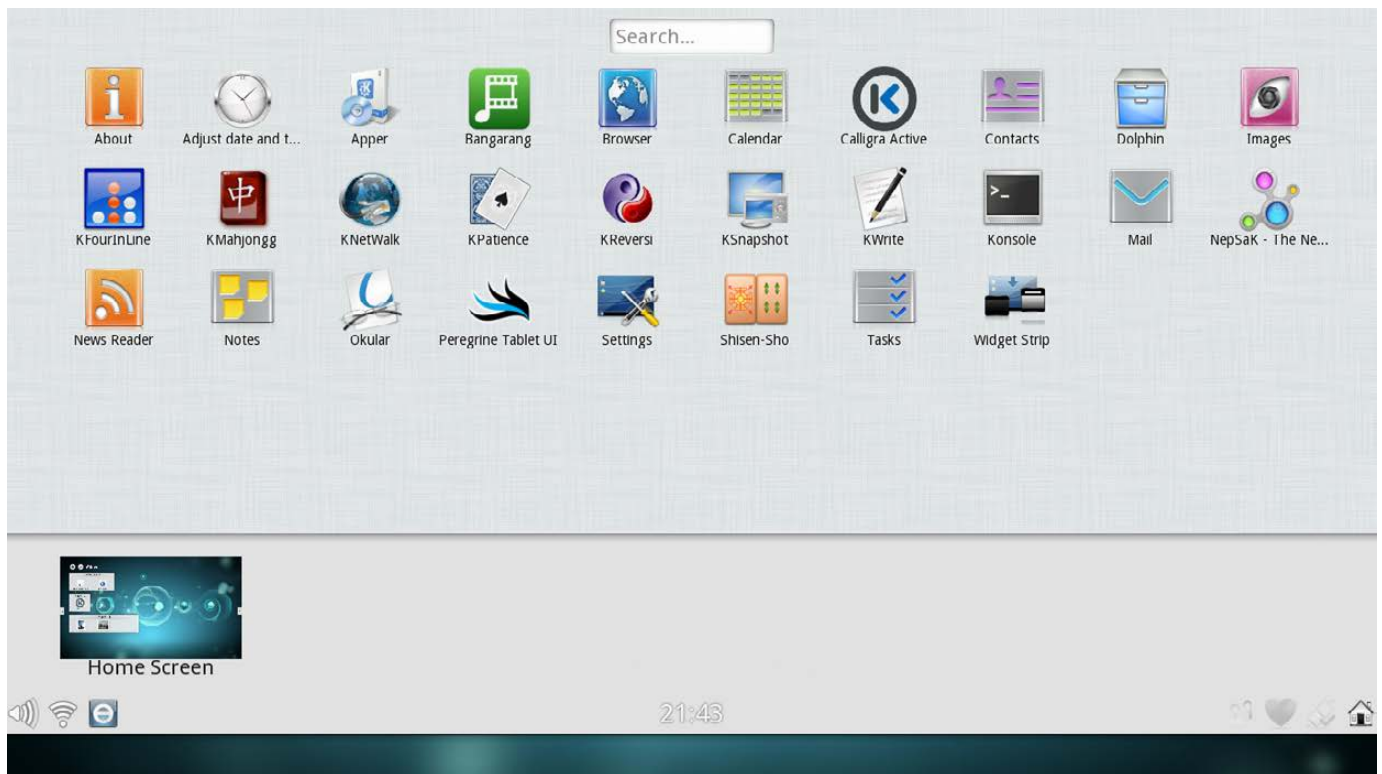 Search...
About
Adjust date and t...
Apper
Bangarang
Browser
Calendar
Calligra Active
Contacts
Dolphin
Images
KFourInLine
KMahjongg
KNetWalk
KPatience
KReversi
KSnapshot
KWrite
Konsole
Mail
NepSaK - The Ne...
News Reader
Notes
Okular
Peregrine Tablet UI
Settings
Shisen-Sho
Tasks
Widget Strip
Home Screen
21:43